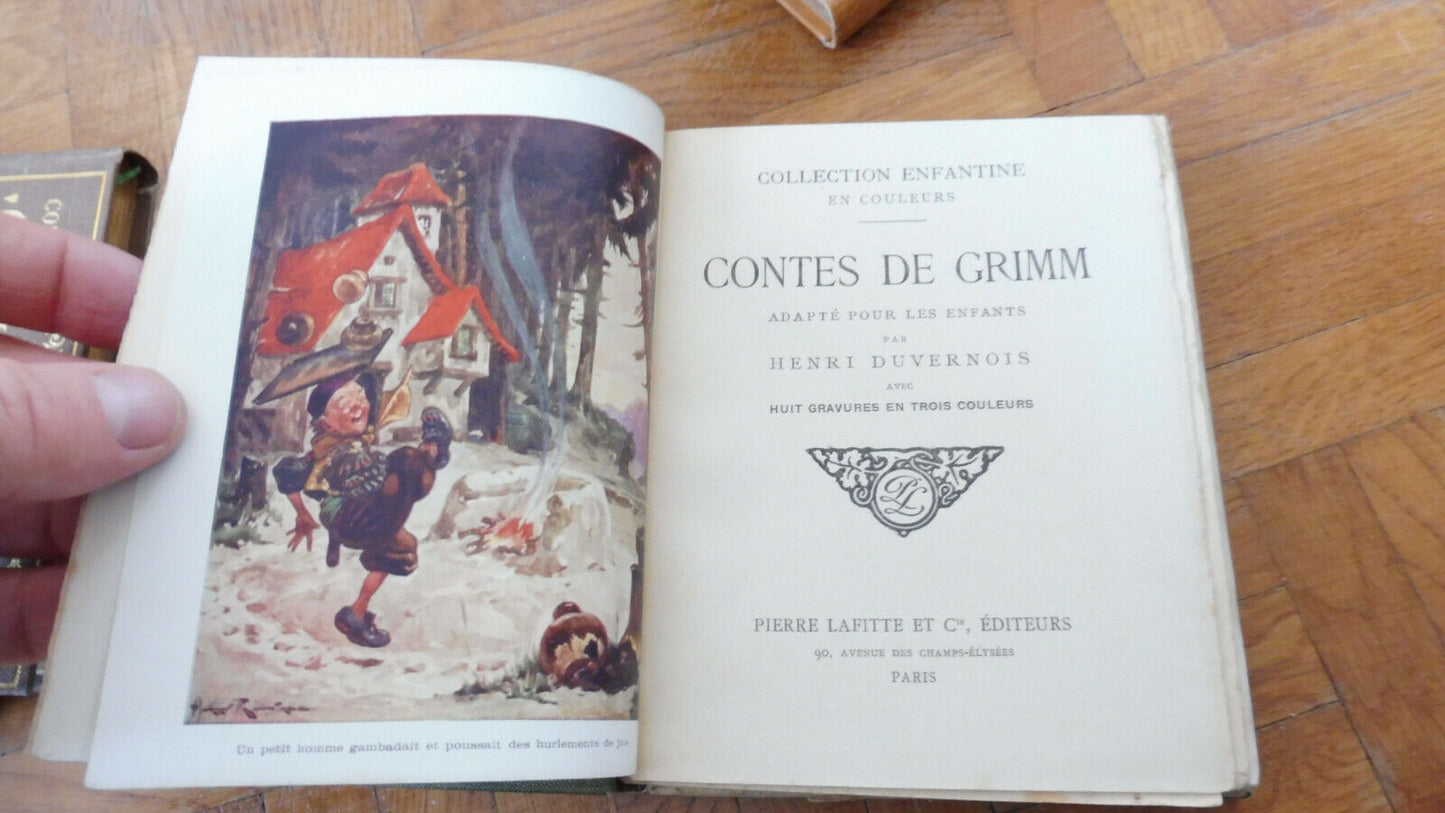 Un petit homme gambadait et poussait des hurlements de joie
COLLECTION ENFANTINE
EN COULEURS
CONTES DE GRIMM
ADAPTÉ POUR LES ENFANTS
PAR
HENRI DUVERNOIS
AVEC
HUIT GRAVURES EN TROIS COULEURS
PL
PIERRE LAFITTE ET Cie, ÉDITEURS
90, AVENUE DES CHAMPS-ÉLYSÉES
PARIS